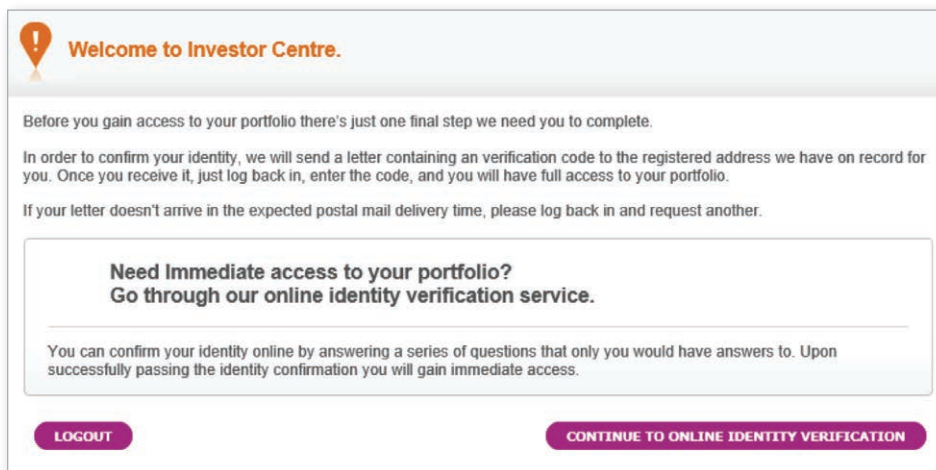 Welcome to Investor Centre.
Before you gain access to your portfolio there's just one final step we need you to complete.
In order to confirm your identity, we will send a letter containing an verification code to the registered address we have on record for
you. Once you receive it, just log back in, enter the code, and you will have full access to your portfolio.
If your letter doesn't arrive in the expected postal mail delivery time, please log back in and request another.
Need Immediate access to your portfolio?
Go through our online identity verification service.
You can confirm your identity online by answering a series of questions that only you would have answers to. Upon
successfully passing the identity confirmation you will gain immediate access.
LOGOUT
CONTINUE TO ONLINE IDENTITY VERIFICATION